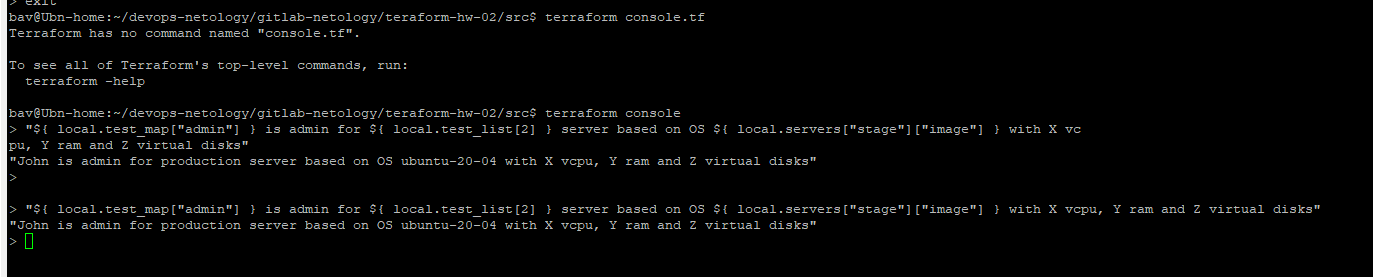 > exit
bav@Ubn-home:~/devops-netology/gitlab-netology/terraform-hw-02/src$ terraform console.tf
Terraform has no command named "console.tf".
To see all of Terraform's top-level commands, run:
  terraform -help
bav@Ubn-home:~/devops-netology/gitlab-netology/terraform-hw-02/src$ terraform console
> "${ local.test_map["admin"] } is admin for ${ local.test_list[2] } server based on OS ${ local.servers["stage"]["image"] } with X vc
pu, Y ram and Z virtual disks"
"John is admin for production server based on OS ubuntu-20-04 with X vcpu, Y ram and Z virtual disks"
>
> "${ local.test_map["admin"] } is admin for ${ local.test_list[2] } server based on OS ${ local.servers["stage"]["image"] } with X vcpu, Y ram and Z virtual disks"
"John is admin for production server based on OS ubuntu-20-04 with X vcpu, Y ram and Z virtual disks"
>